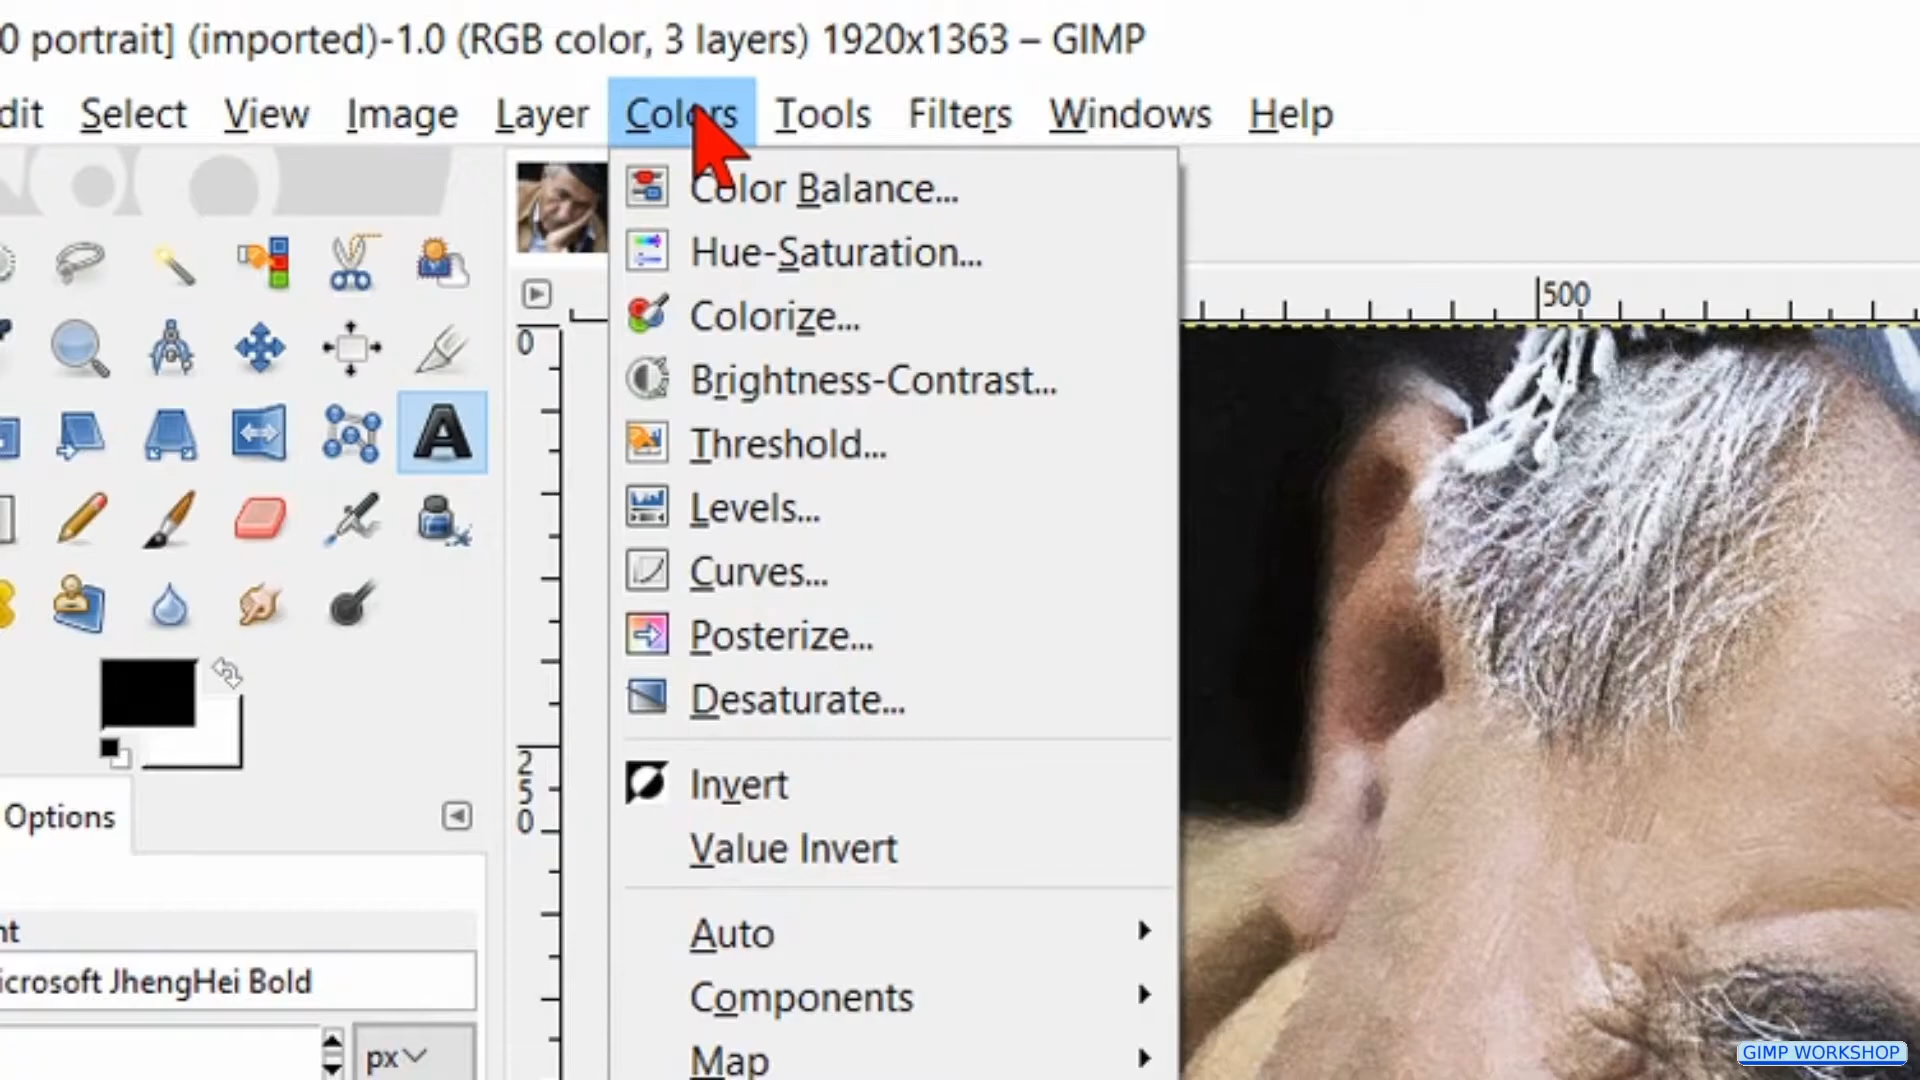 0 portrait] (imported)-1.0 (RGB color, 3 layers) 1920x1363 – GIMP
dit Select View Image Layer Colors Tools Filters Windows Help
Color Balance...
Hue-Saturation...
Colorize...
Brightness-Contrast...
Threshold...
Levels...
Curves...
Posterize...
Desaturate...
Invert
Value Invert
Auto
Components
Map
500
0
250
Options
nt
icrosoft JhengHei Bold
px
GIMP WORKSHOP